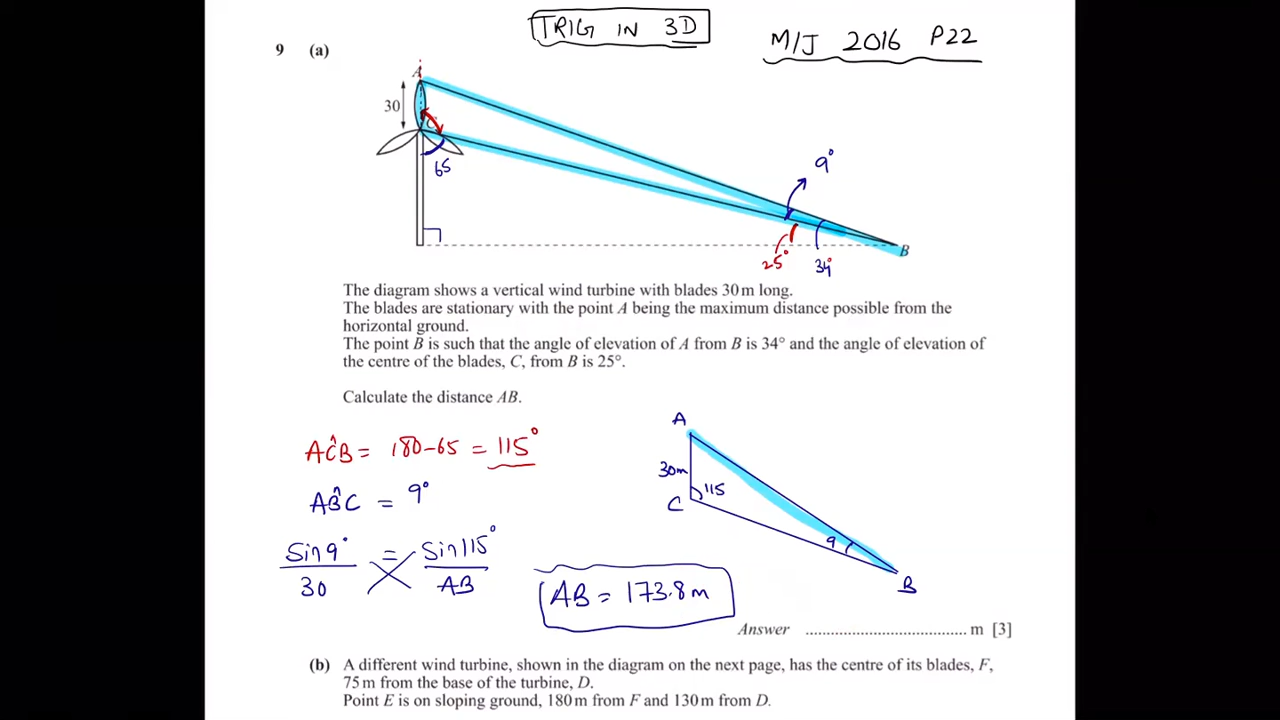 TRIG IN 3D
M/J 2016 P22
9 (a)
A
30
C
65
9°
25°
34°
B
The diagram shows a vertical wind turbine with blades 30 m long.
The blades are stationary with the point A being the maximum distance possible from the
horizontal ground.
The point B is such that the angle of elevation of A from B is 34° and the angle of elevation of
the centre of the blades, C, from B is 25°.
Calculate the distance AB.
AĈB = 180-65 = 115°
AB̂C = 9°
Sin9° / 30 = Sin115° / AB
AB = 173.8m
A
30m
C
115
9
B
Answer ..................................... m [3]
(b) A different wind turbine, shown in the diagram on the next page, has the centre of its blades, F,
75 m from the base of the turbine, D.
Point E is on sloping ground, 180 m from F and 130 m from D.